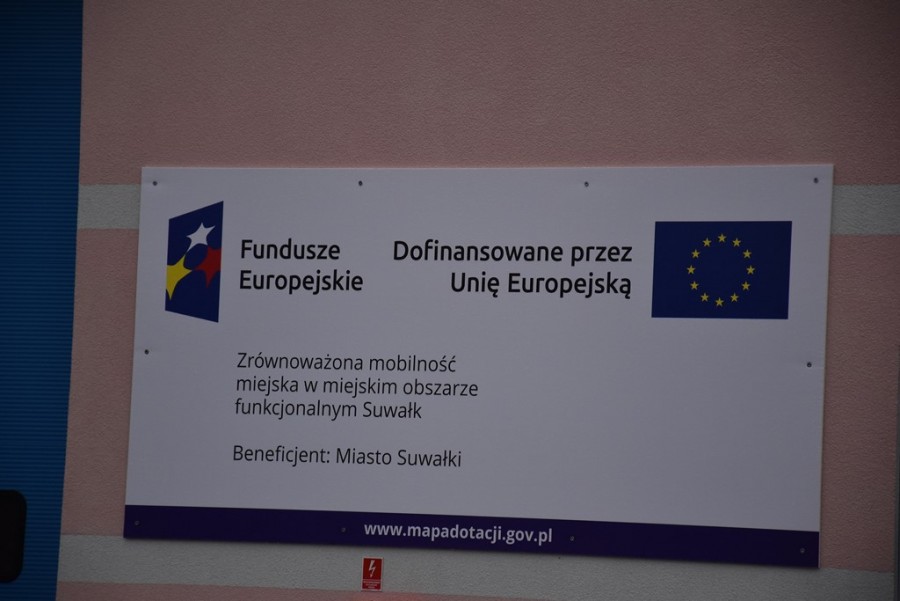 Fundusze
Europejskie
Dofinansowane przez
Unię Europejską
Zrównoważona mobilność
miejska w miejskim obszarze
funkcjonalnym Suwałk
Beneficjent: Miasto Suwałki
www.mapadotacji.gov.pl